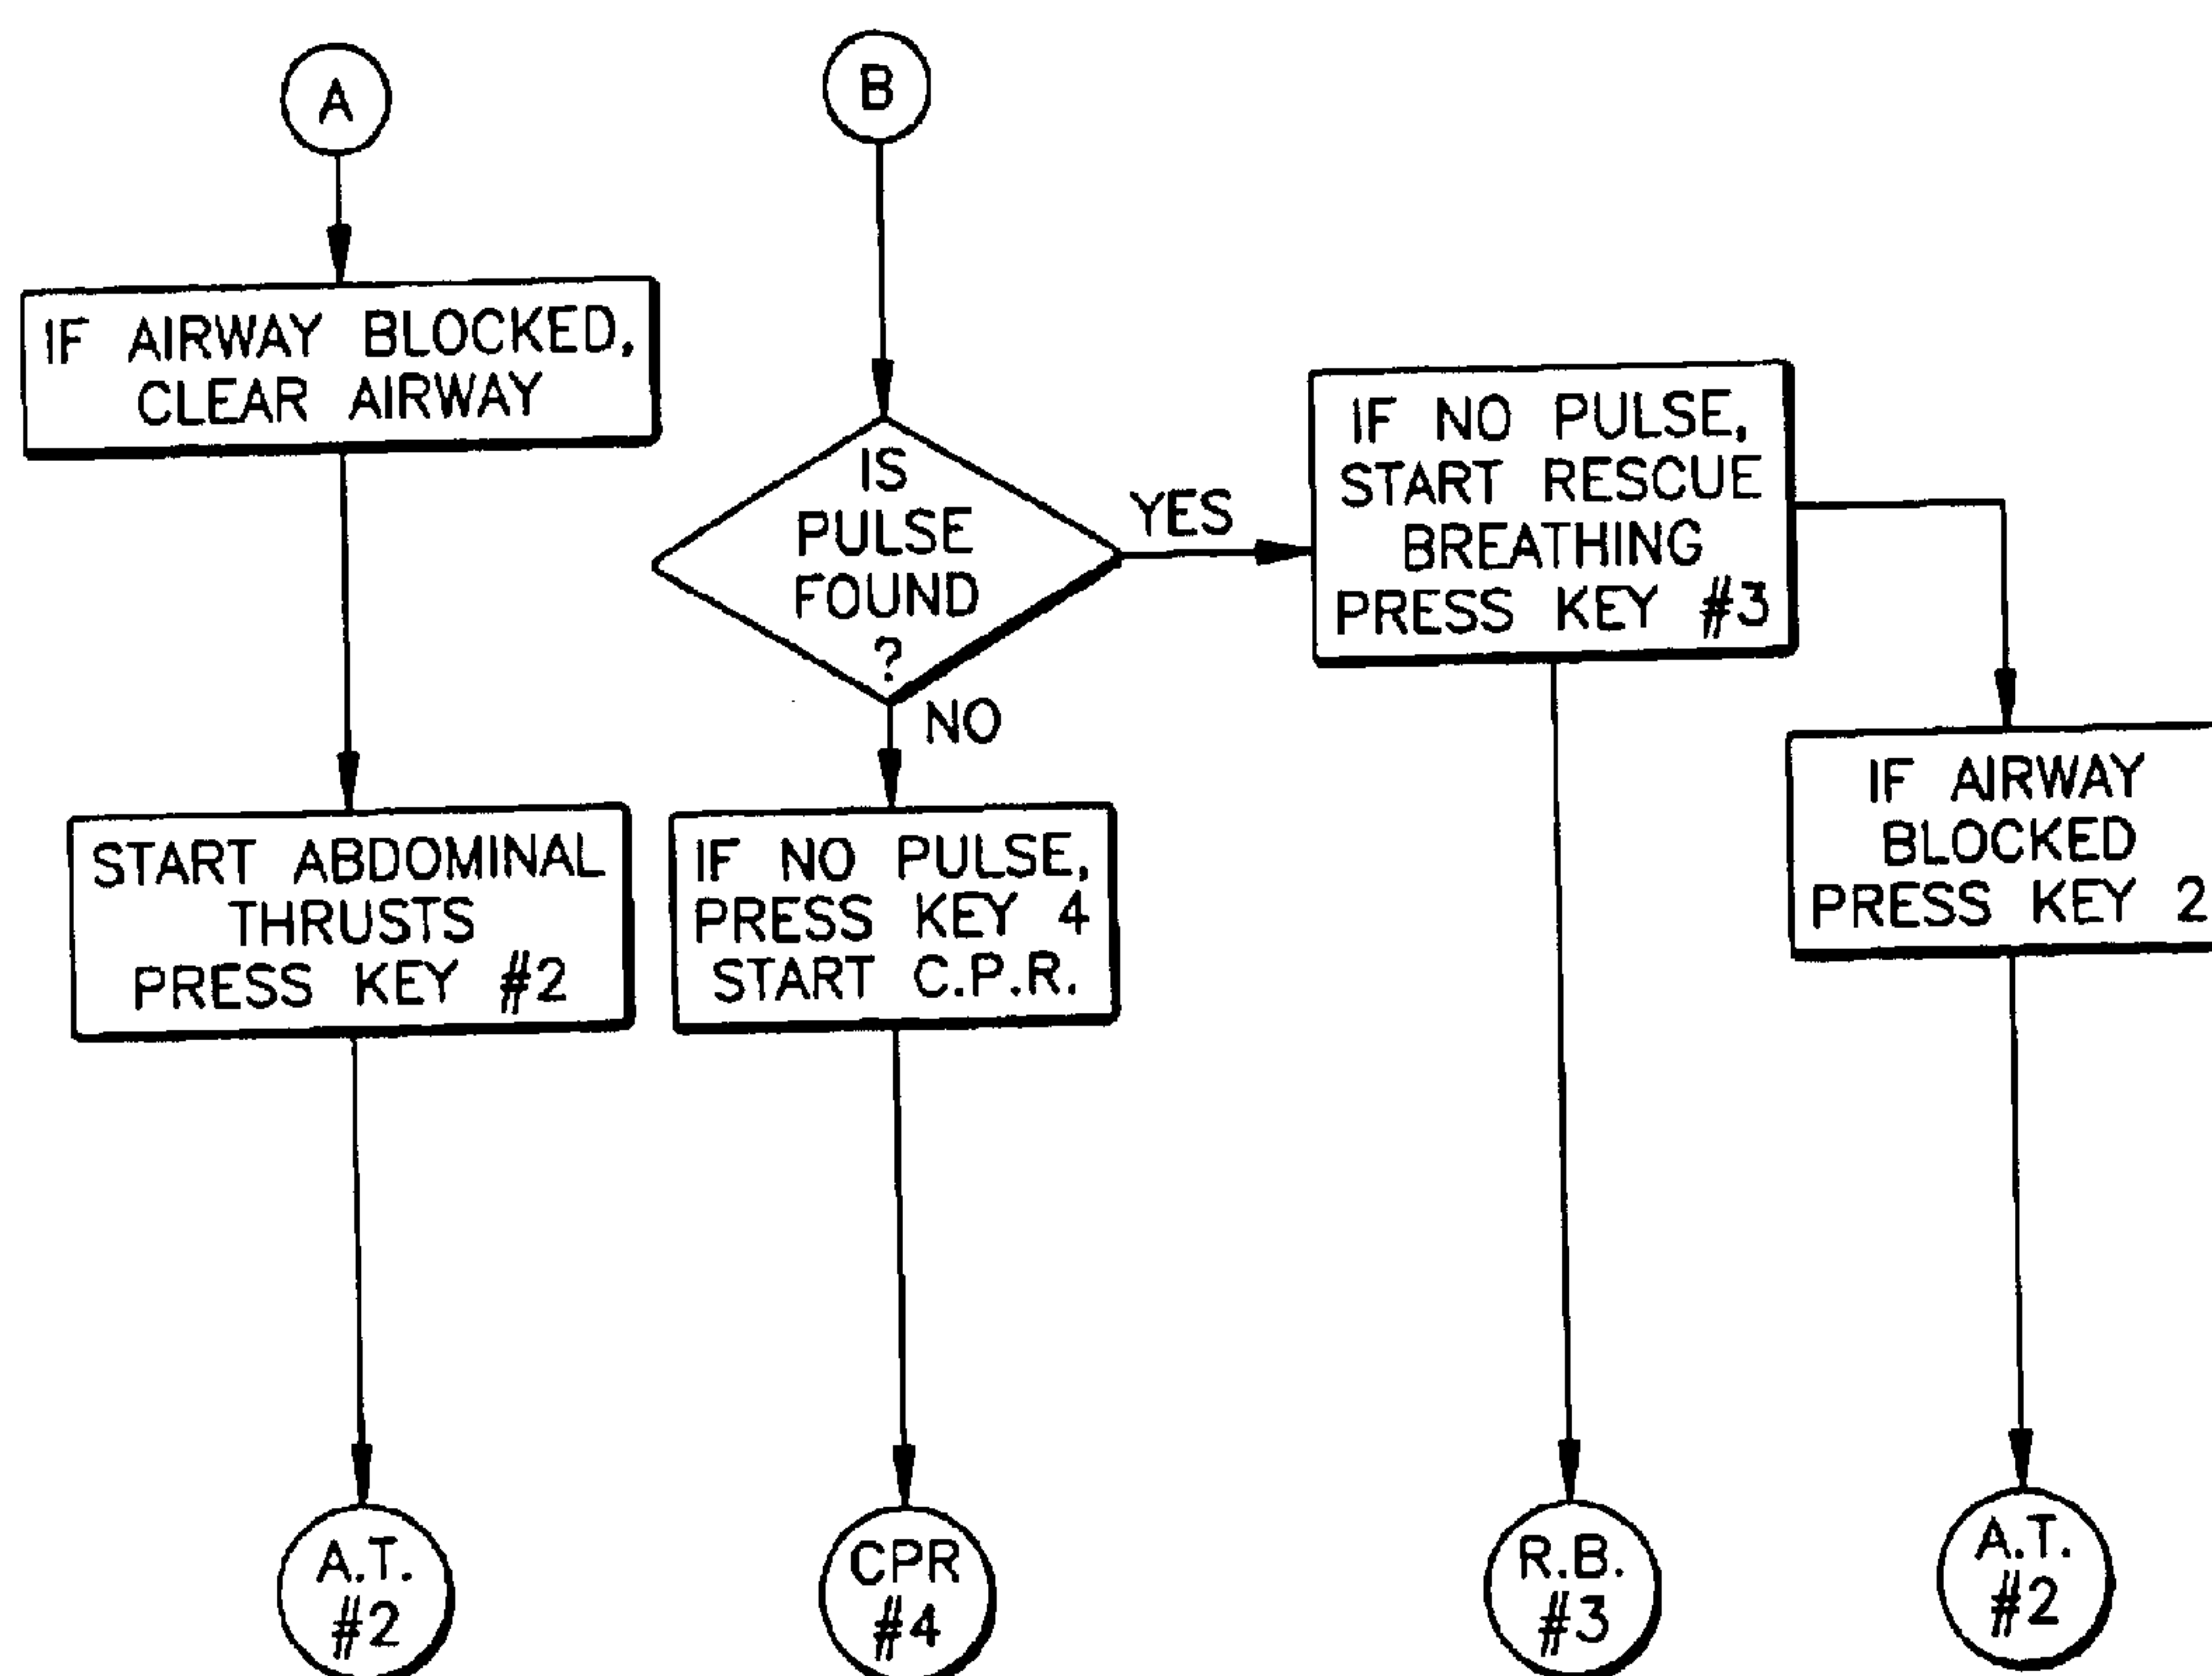 A
IF AIRWAY BLOCKED,
CLEAR AIRWAY
START ABDOMINAL
THRUSTS
PRESS KEY #2
A.T.
#2
B
IS
PULSE
FOUND
?
YES
NO
IF NO PULSE,
PRESS KEY 4
START C.P.R.
CPR
#4
IF NO PULSE,
START RESCUE
BREATHING
PRESS KEY #3
R.B.
#3
IF AIRWAY
BLOCKED
PRESS KEY 2
A.T.
#2